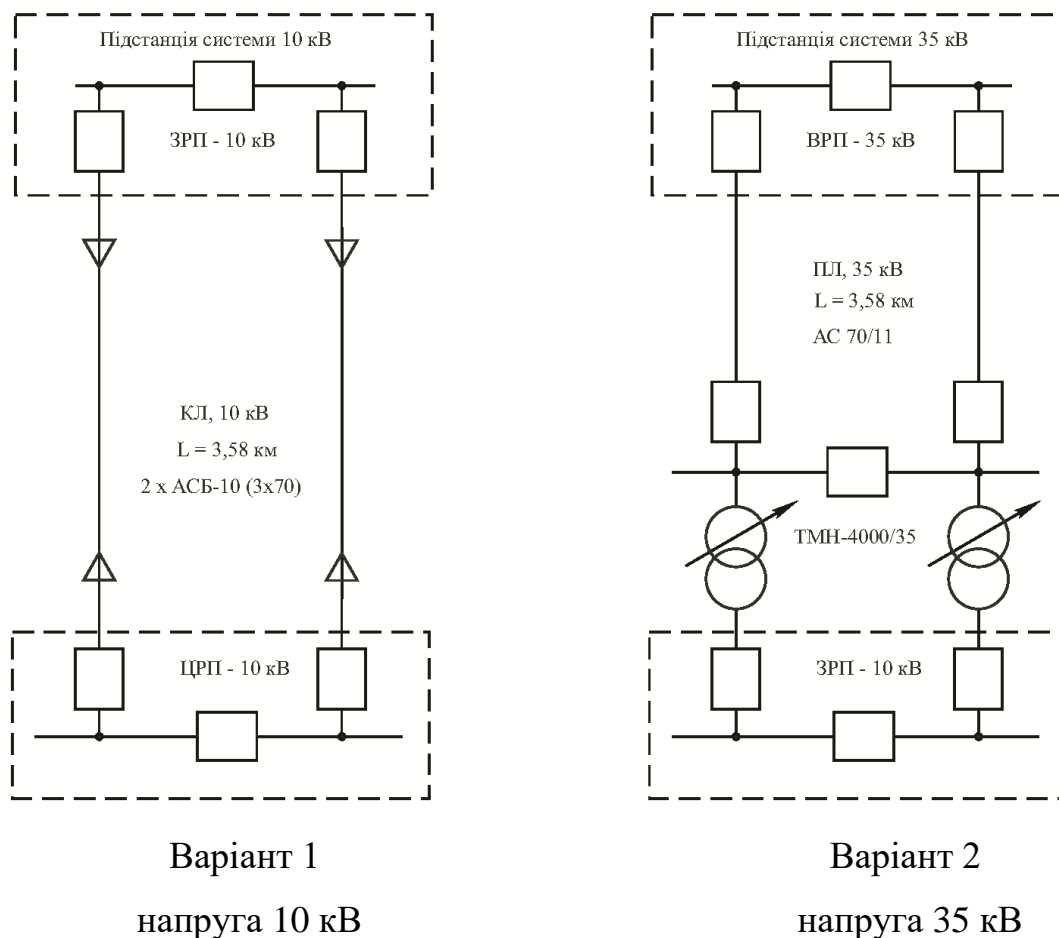 Підстанція системи 10 кВ
ЗРП - 10 кВ
КЛ, 10 кВ
L = 3,58 км
2 х АСБ-10 (3х70)
ЦРП - 10 кВ
Варіант 1
напруга 10 кВ
Підстанція системи 35 кВ
ВРП - 35 кВ
ПЛ, 35 кВ
L = 3,58 км
АС 70/11
ТМН-4000/35
ЗРП - 10 кВ
Варіант 2
напруга 35 кВ